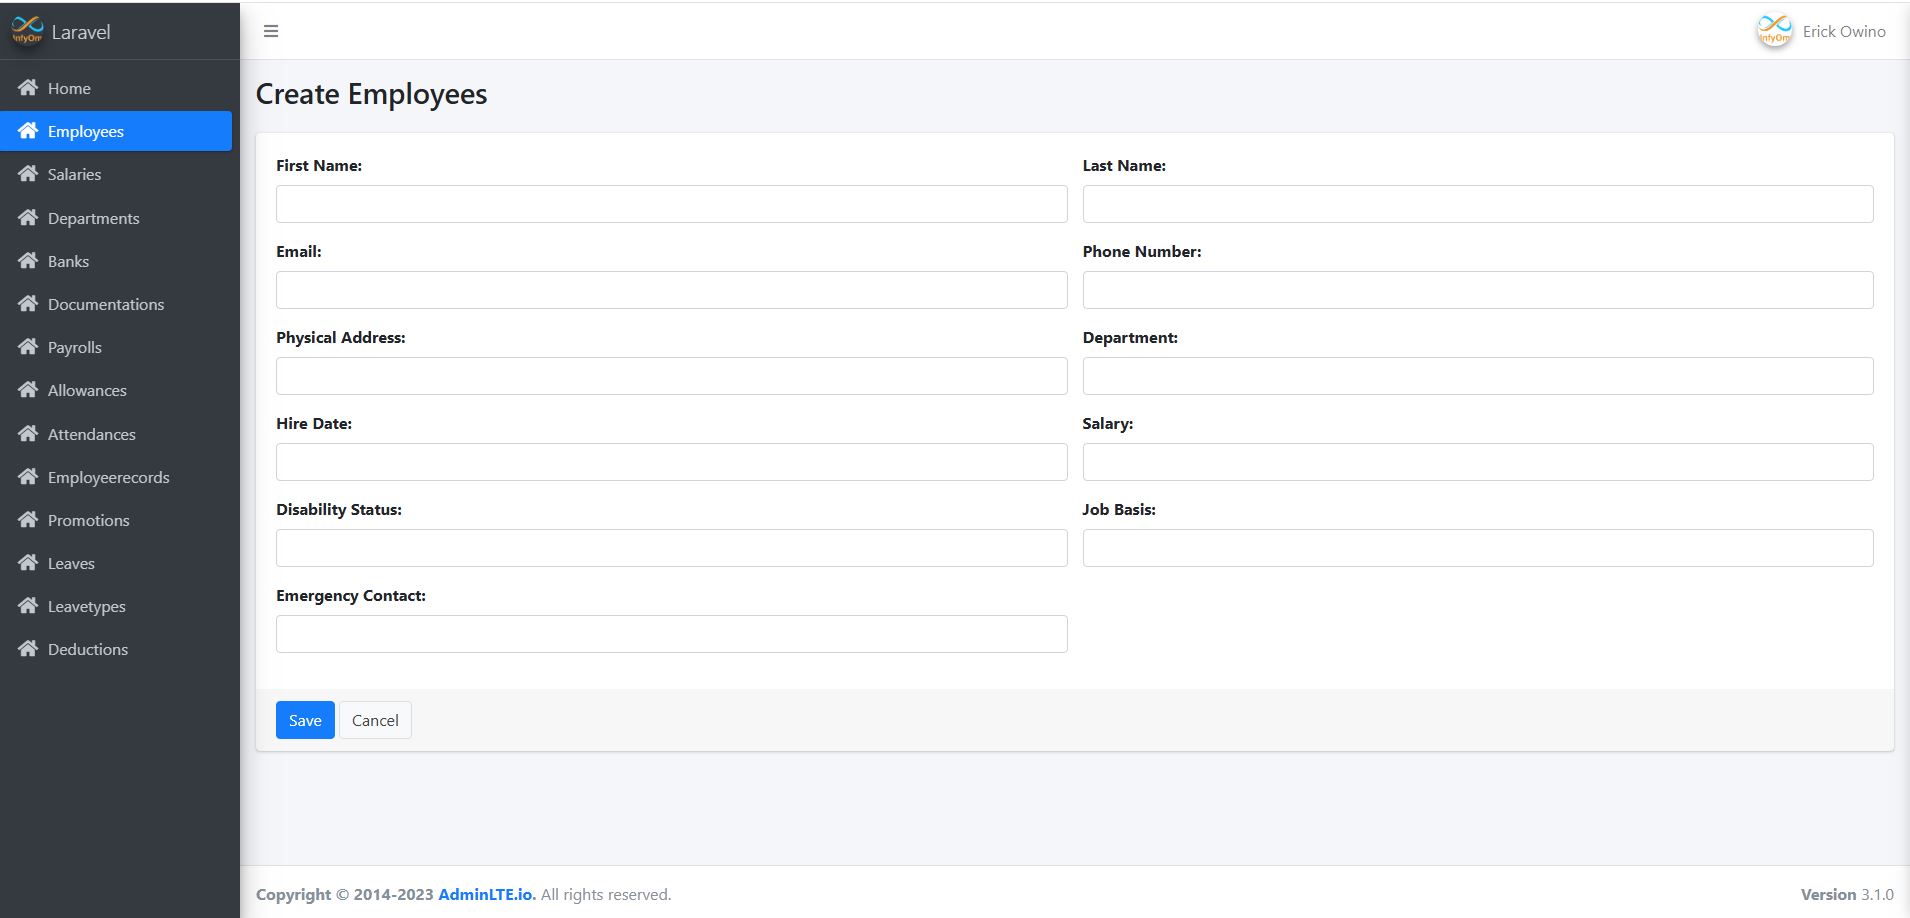 InfyOm Laravel
InfyOm Erick Owino
Home
Employees
Salaries
Departments
Banks
Documentations
Payrolls
Allowances
Attendances
Employeerecords
Promotions
Leaves
Leavetypes
Deductions
Create Employees
First Name:
Last Name:
Email:
Phone Number:
Physical Address:
Department:
Hire Date:
Salary:
Disability Status:
Job Basis:
Emergency Contact:
Save Cancel
Copyright © 2014-2023 AdminLTE.io. All rights reserved.
Version 3.1.0